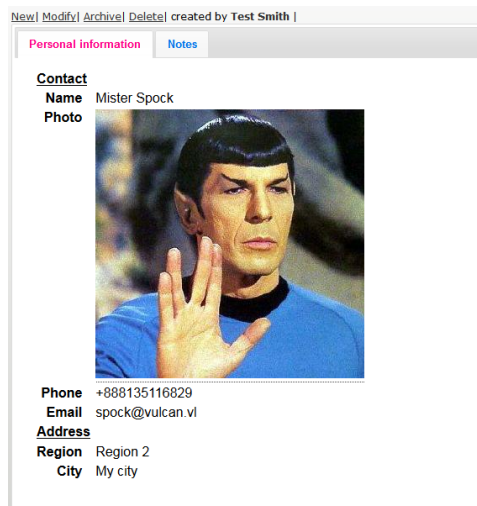 New| Modify| Archive| Delete| created by Test Smith |
Personal information Notes
Contact
Name Mister Spock
Photo
Phone +888135116829
Email spock@vulcan.vl
Address
Region Region 2
City My city